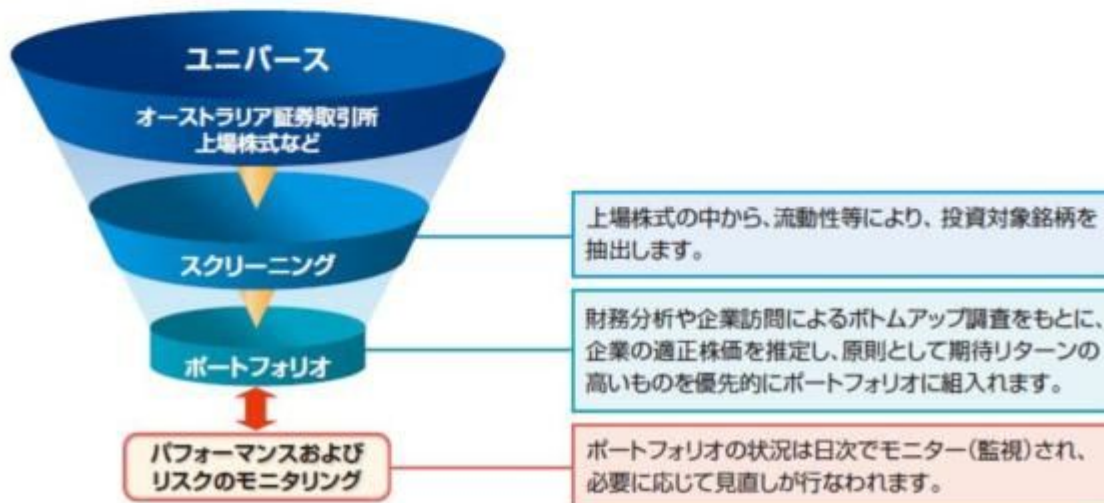 ユニバース
オーストラリア証券取引所
上場株式など
スクリーニング
上場株式の中から、流動性等により、投資対象銘柄を
抽出します。
ポートフォリオ
財務分析や企業訪問によるボトムアップ調査をもとに、
企業の適正株価を推定し、原則として期待リターンの
高いものを優先的にポートフォリオに組入れます。
パフォーマンスおよび
リスクのモニタリング
ポートフォリオの状況は日次でモニター(監視)され、
必要に応じて見直しが行なわれます。